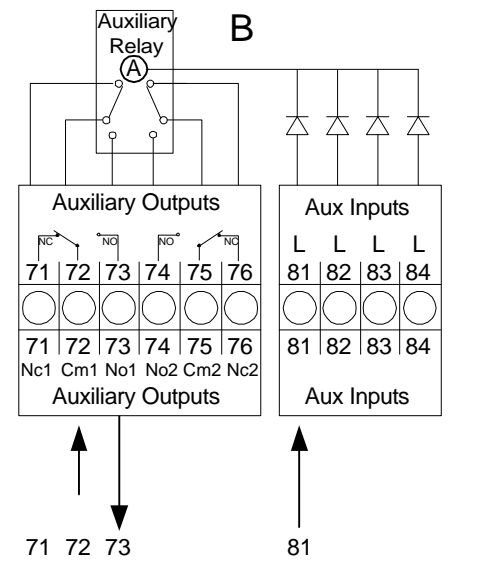 Auxiliary
Relay
B
A
Auxiliary Outputs
Aux Inputs
NC NO NO NC
L L L L
71 72 73 74 75 76
81 82 83 84
71 72 73 74 75 76
81 82 83 84
Nc1 Cm1 No1 No2 Cm2 Nc2
Auxiliary Outputs
Aux Inputs
71 72 73
81